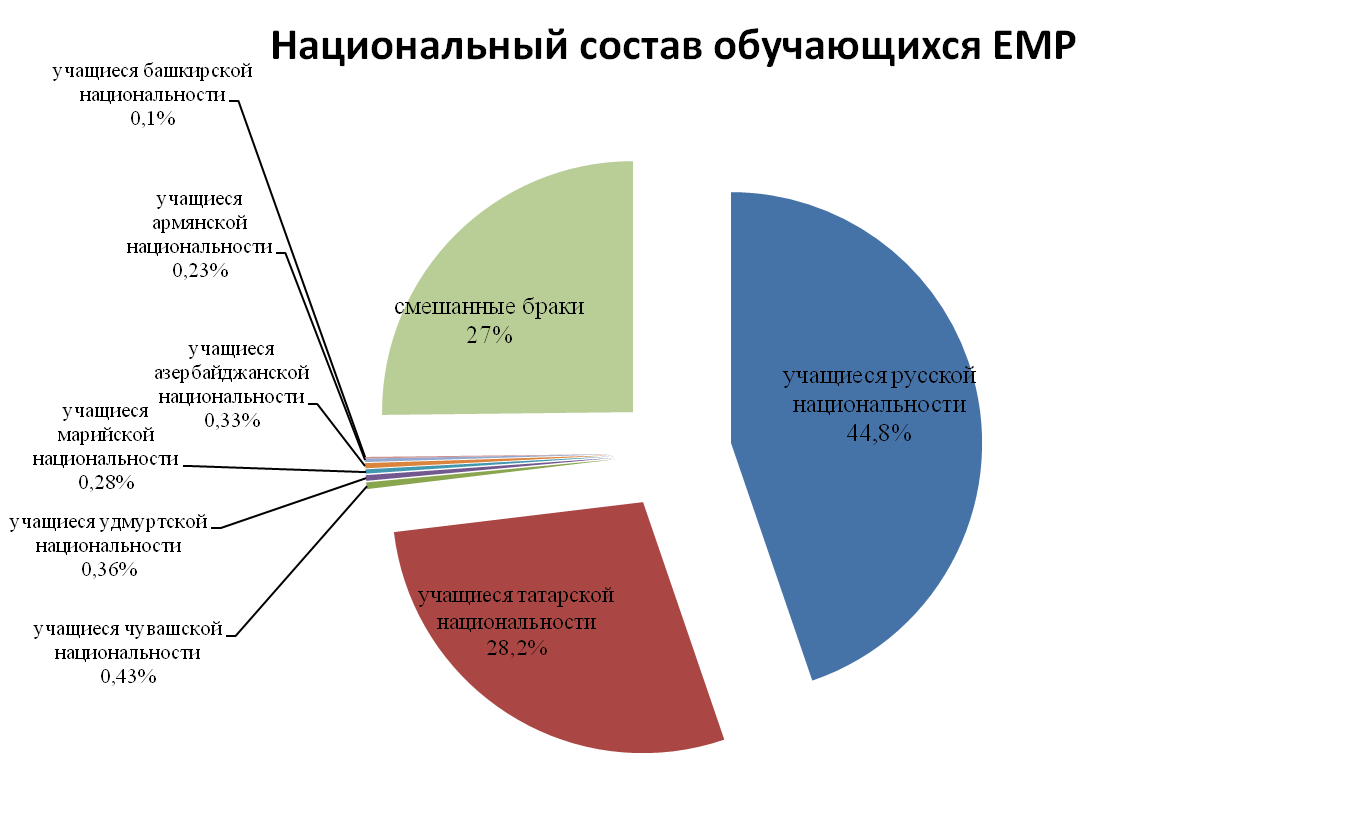 Национальный состав обучающихся ЕМР
учащиеся башкирской
национальности
0,1%
учащиеся
армянской
национальности
0,23%
учащиеся
азербайджанской
национальности
0,33%
учащиеся
марийской
национальности
0,28%
учащиеся удмуртской
национальности
0,36%
учащиеся чувашской
национальности
0,43%
смешанные браки
27%
учащиеся русской
национальности
44,8%
учащиеся татарской
национальности
28,2%